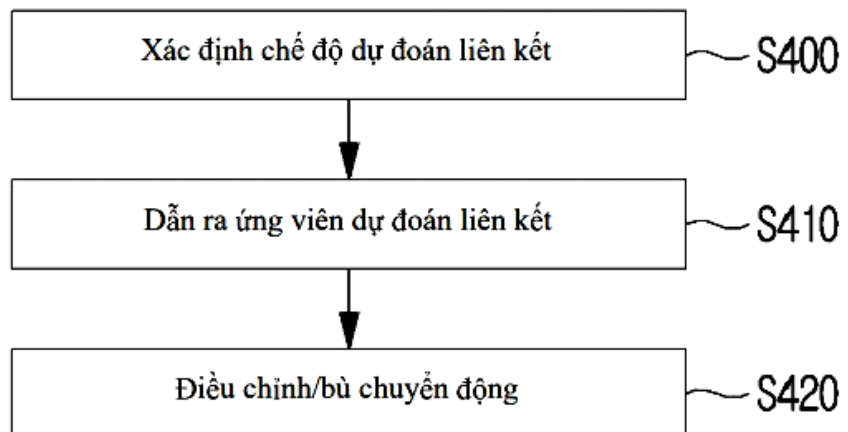 Xác định chế độ dự đoán liên kết
S400
Dẫn ra ứng viên dự đoán liên kết
S410
Điều chỉnh/bù chuyển động
S420